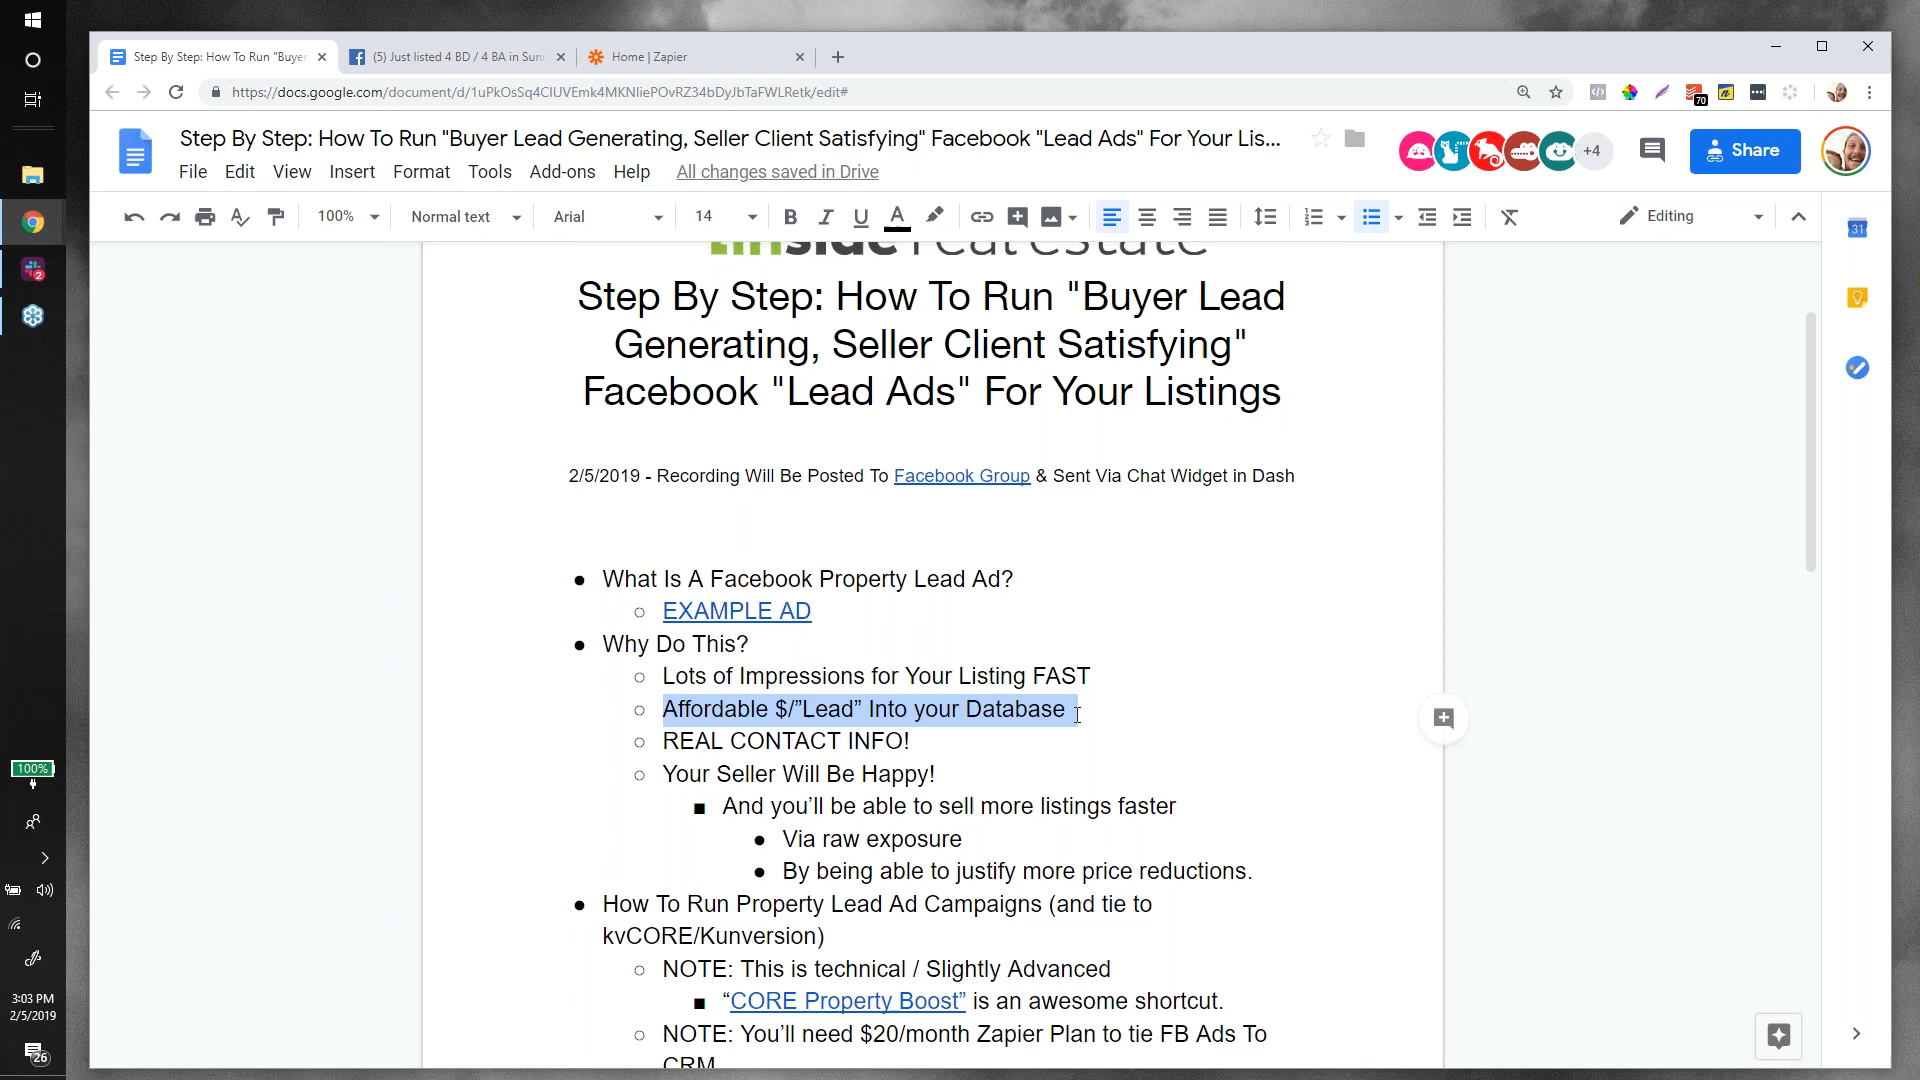 Step By Step: How To Run "Buyer
(5) Just listed 4 BD / 4 BA in Sunn
Home | Zapier
https://docs.google.com/document/d/1uPkOsSq4ClUVEmk4MKNliePOvRZ34bDyJbTaFWLRetk/edit#
70
Step By Step: How To Run "Buyer Lead Generating, Seller Client Satisfying" Facebook "Lead Ads" For Your Lis...
+4
Share
File Edit View Insert Format Tools Add-ons Help All changes saved in Drive
100% Normal text Arial 14 B I U A Editing
31
inside real estate
Step By Step: How To Run "Buyer Lead
Generating, Seller Client Satisfying"
Facebook "Lead Ads" For Your Listings
2/5/2019 - Recording Will Be Posted To Facebook Group & Sent Via Chat Widget in Dash
● What Is A Facebook Property Lead Ad?
○ EXAMPLE AD
● Why Do This?
○ Lots of Impressions for Your Listing FAST
○ Affordable $/”Lead” Into your Database
○ REAL CONTACT INFO!
○ Your Seller Will Be Happy!
■ And you’ll be able to sell more listings faster
● Via raw exposure
● By being able to justify more price reductions.
● How To Run Property Lead Ad Campaigns (and tie to
kvCORE/Kunversion)
○ NOTE: This is technical / Slightly Advanced
■ “CORE Property Boost” is an awesome shortcut.
○ NOTE: You’ll need $20/month Zapier Plan to tie FB Ads To
CRM
2
100%
3:03 PM
2/5/2019
26